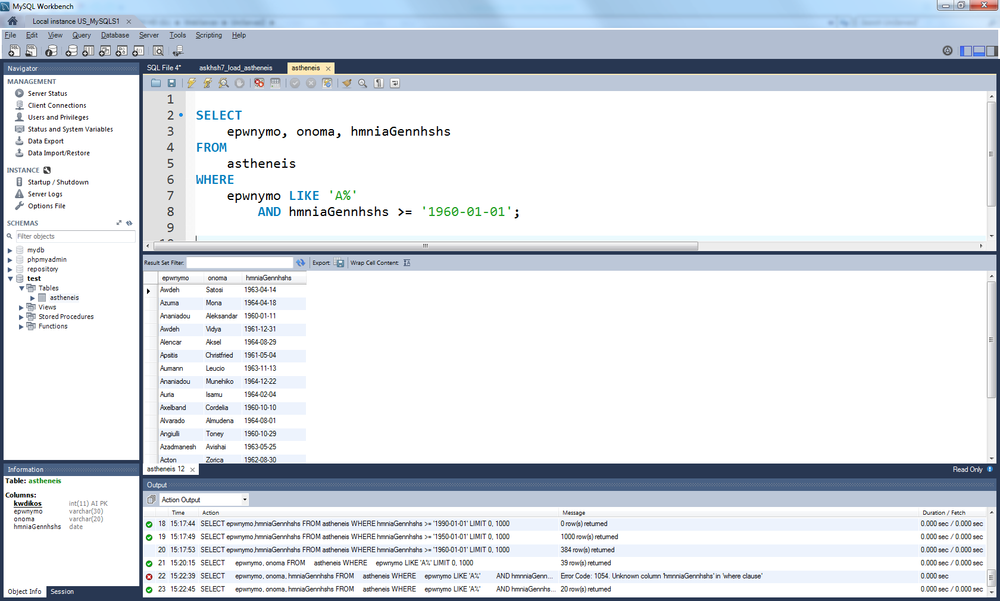 MySQL Workbench
Local instance US_MySQLS1
File Edit View Query Database Server Tools Scripting Help
Navigator
MANAGEMENT
Server Status
Client Connections
Users and Privileges
Status and System Variables
Data Export
Data Import/Restore
INSTANCE
Startup / Shutdown
Server Logs
Options File
SCHEMAS
Filter objects
mydb
phpmyadmin
repository
test
Tables
astheneis
Views
Stored Procedures
Functions
Information
Table: astheneis
Columns:
kwdikos int(11) AI PK
epwnymo varchar(30)
onoma varchar(20)
hmniaGennhshs date
Object Info Session
SQL File 4* askhsh7_load_astheneis astheneis
1
2 SELECT
3 epwnymo, onoma, hmniaGennhshs
4 FROM
5 astheneis
6 WHERE
7 epwnymo LIKE 'A%'
8 AND hmniaGennhshs >= '1960-01-01';
9
Result Set Filter: Export: Wrap Cell Content:
epwnymo onoma hmniaGennhshs
Awdeh Satosi 1963-04-14
Azuma Mona 1964-04-18
Ananiadou Aleksandar 1960-01-11
Awdeh Vidya 1961-12-31
Alencar Aksel 1964-08-29
Apsitis Christfried 1961-05-04
Aumann Leucio 1963-11-13
Ananiadou Munehiko 1964-12-22
Auria Isamu 1964-02-04
Axelband Cordelia 1960-10-10
Alvarado Almudena 1964-08-01
Angiulli Toney 1960-10-29
Azadmanesh Avishai 1963-05-25
Acton Zorica 1962-08-30
astheneis 12 Read Only
Output
Action Output
Time Action Message Duration / Fetch
18 15:17:44 SELECT epwnymo,hmniaGennhshs FROM astheneis WHERE hmniaGennhshs >= '1990-01-01' LIMIT 0, 1000 0 row(s) returned 0.000 sec / 0.000 sec
19 15:17:49 SELECT epwnymo,hmniaGennhshs FROM astheneis WHERE hmniaGennhshs >= '1950-01-01' LIMIT 0, 1000 1000 row(s) returned 0.000 sec / 0.000 sec
20 15:17:53 SELECT epwnymo,hmniaGennhshs FROM astheneis WHERE hmniaGennhshs >= '1960-01-01' LIMIT 0, 1000 384 row(s) returned 0.000 sec / 0.000 sec
21 15:20:15 SELECT epwnymo, onoma FROM astheneis WHERE epwnymo LIKE 'A%' LIMIT 0, 1000 39 row(s) returned 0.000 sec / 0.000 sec
22 15:22:39 SELECT epwnymo, onoma, hmniaGennhshs FROM astheneis WHERE epwnymo LIKE 'A%' AND hmnniaGenn... Error Code: 1054. Unknown column 'hmnniaGennhshs' in 'where clause' 0.000 sec
23 15:22:45 SELECT epwnymo, onoma, hmniaGennhshs FROM astheneis WHERE epwnymo LIKE 'A%' AND hmniaGennhs... 20 row(s) returned 0.000 sec / 0.000 sec